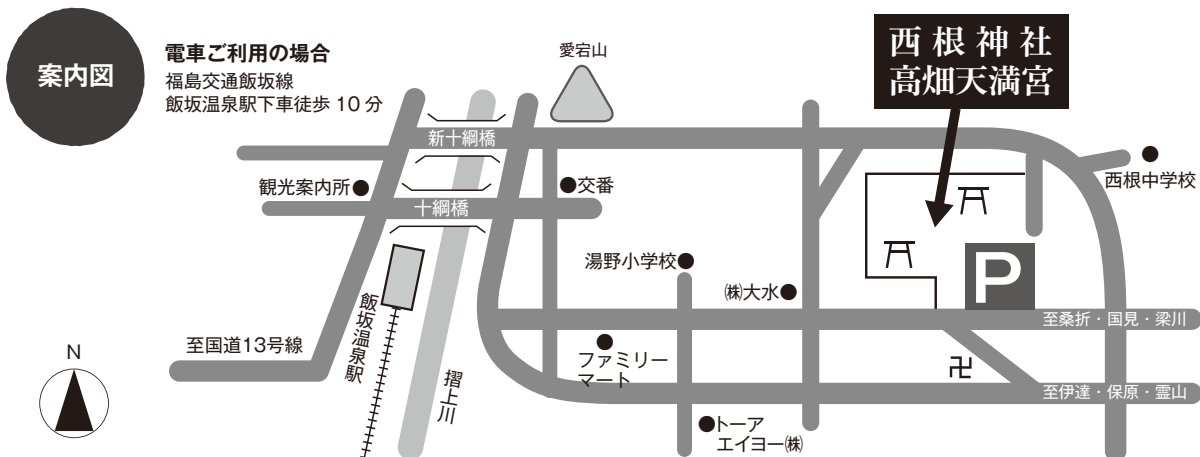 案内図
電車ご利用の場合
福島交通飯坂線
飯坂温泉駅下車徒歩 10 分
愛宕山
西根神社
高畑天満宮
新十綱橋
西根中学校
観光案内所
交番
十綱橋
湯野小学校
㈱大水
P
飯坂温泉駅
至桑折・国見・梁川
至国道13号線
ファミリー
マート
N
摺上川
卍
至伊達・保原・霊山
トーア
エイヨー㈱